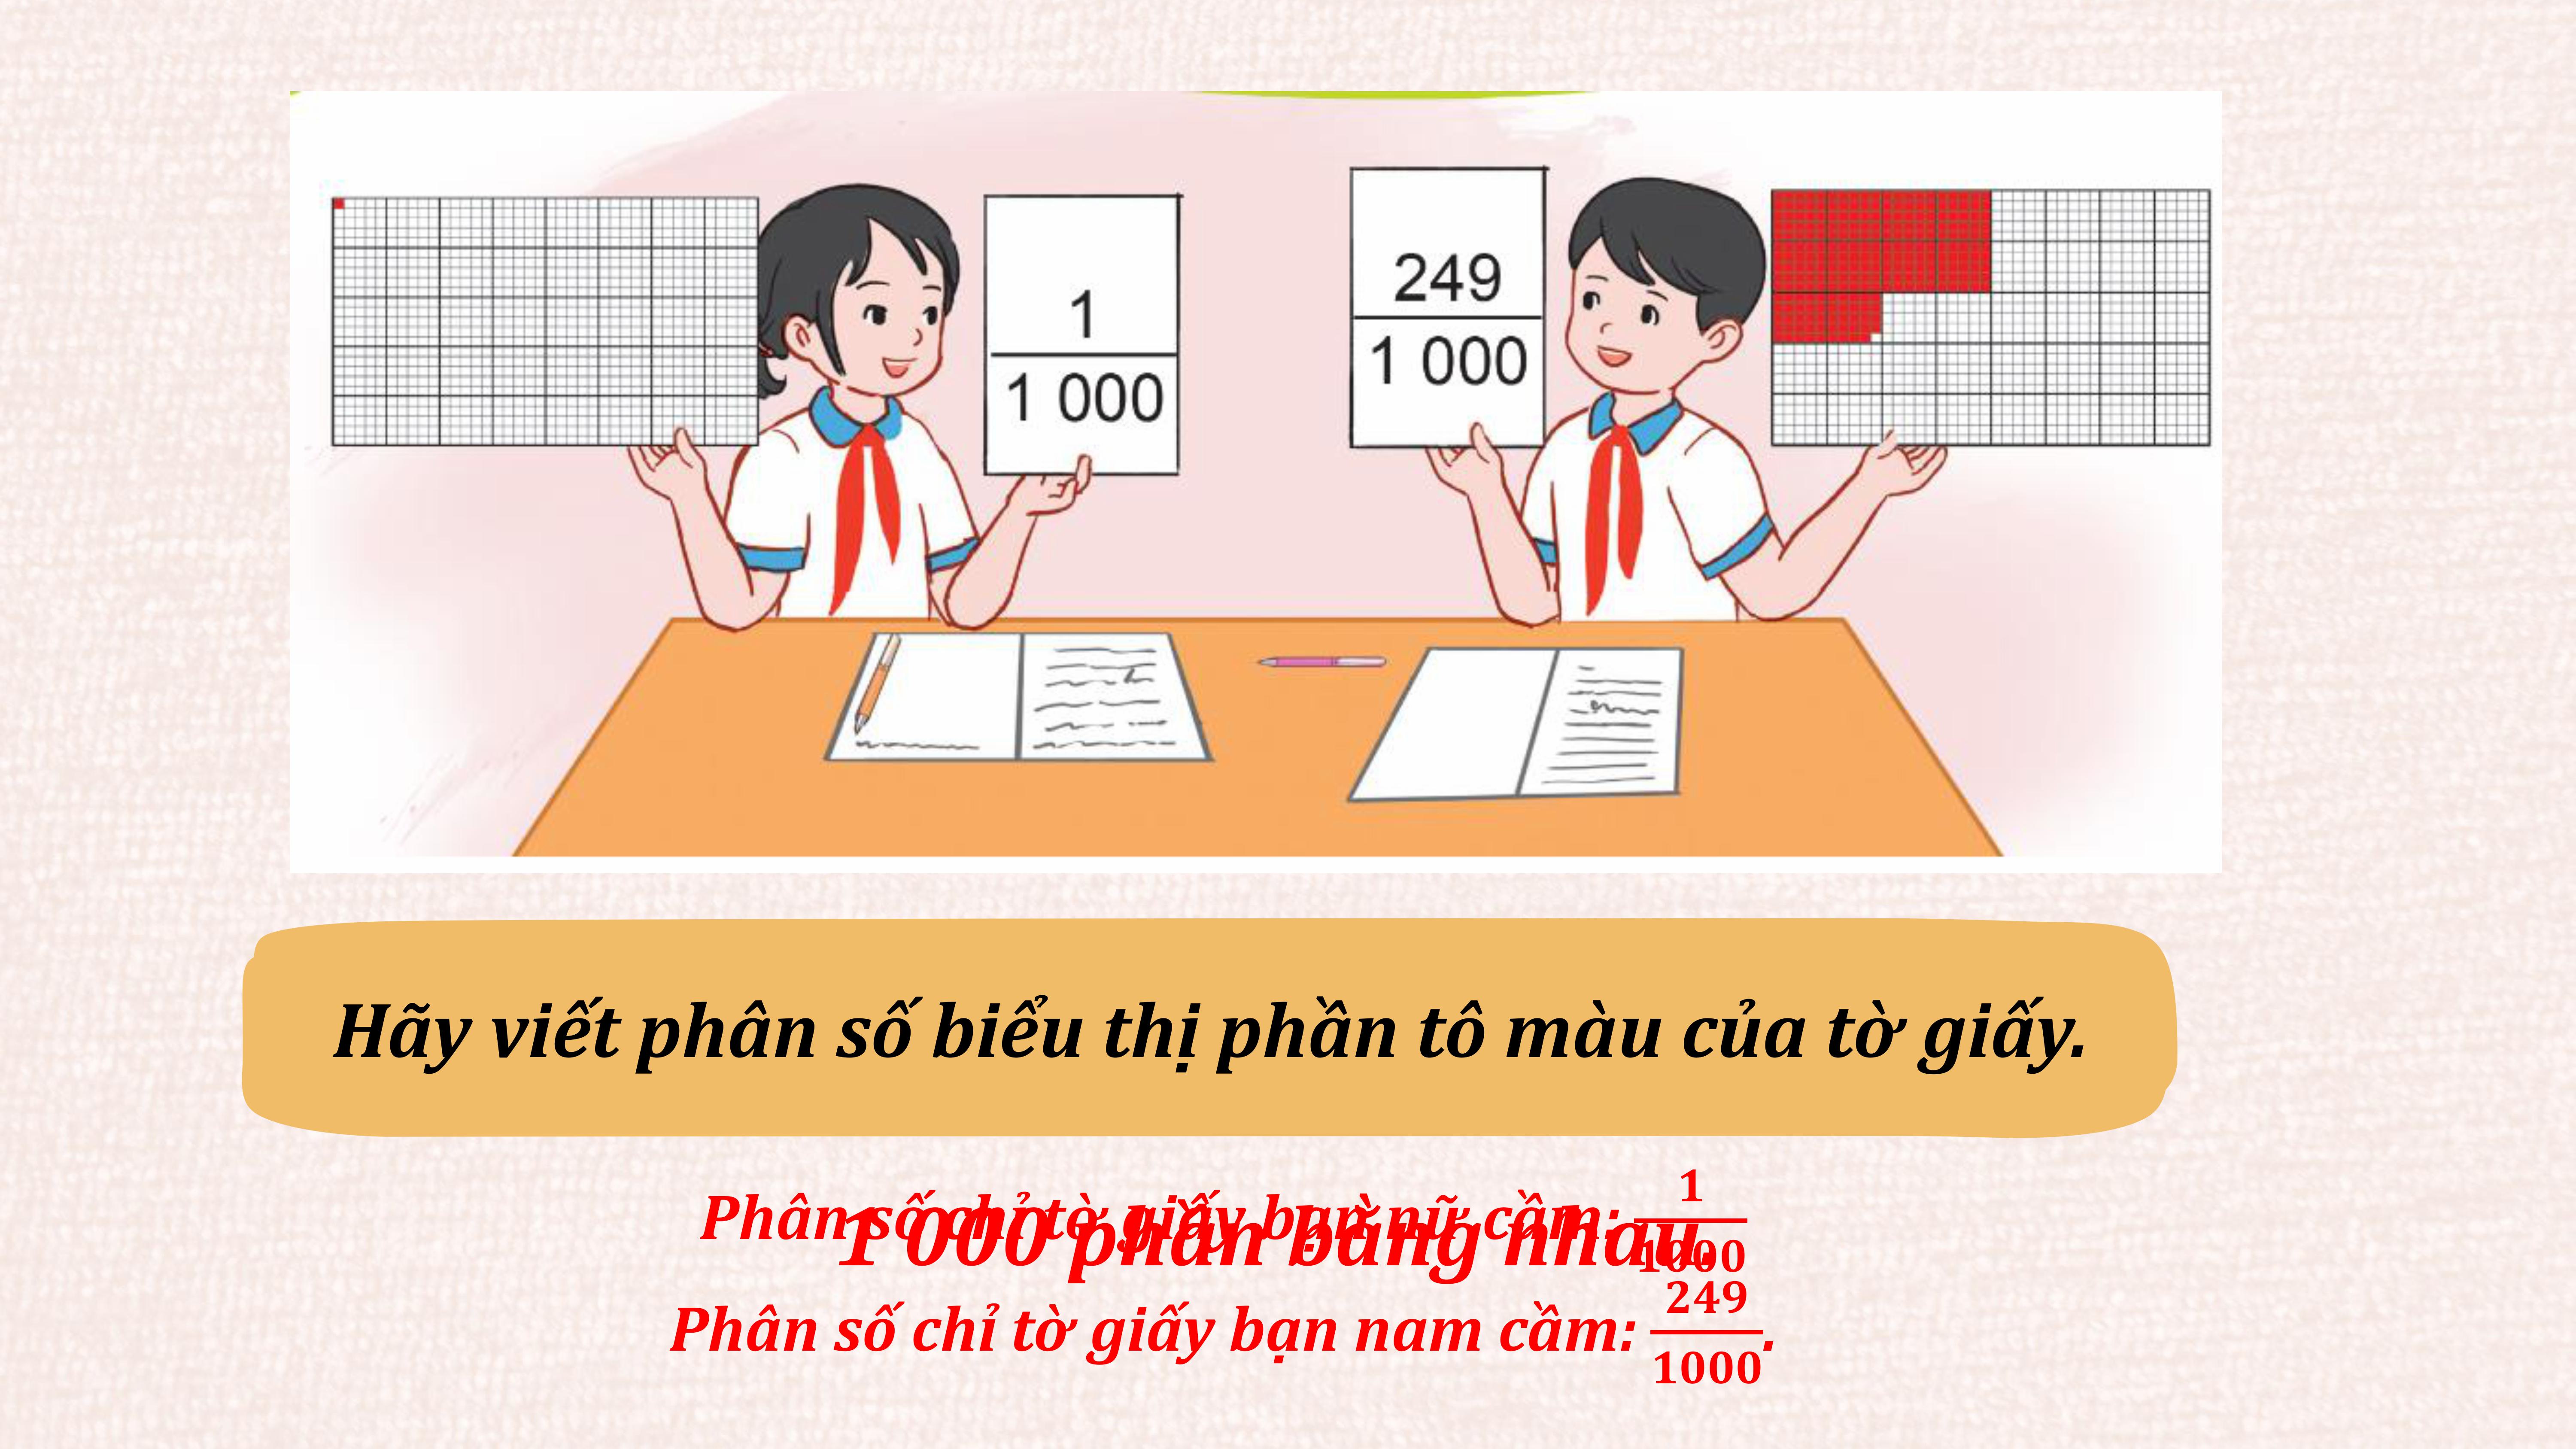 1
1 000
249
1 000
Hãy viết phân số biểu thị phần tô màu của tờ giấy.
Phân số chỉ tờ giấy bạn nữ cầm: 1/1000
1 000 phần bằng nhau.
Phân số chỉ tờ giấy bạn nam cầm: 249/1000.